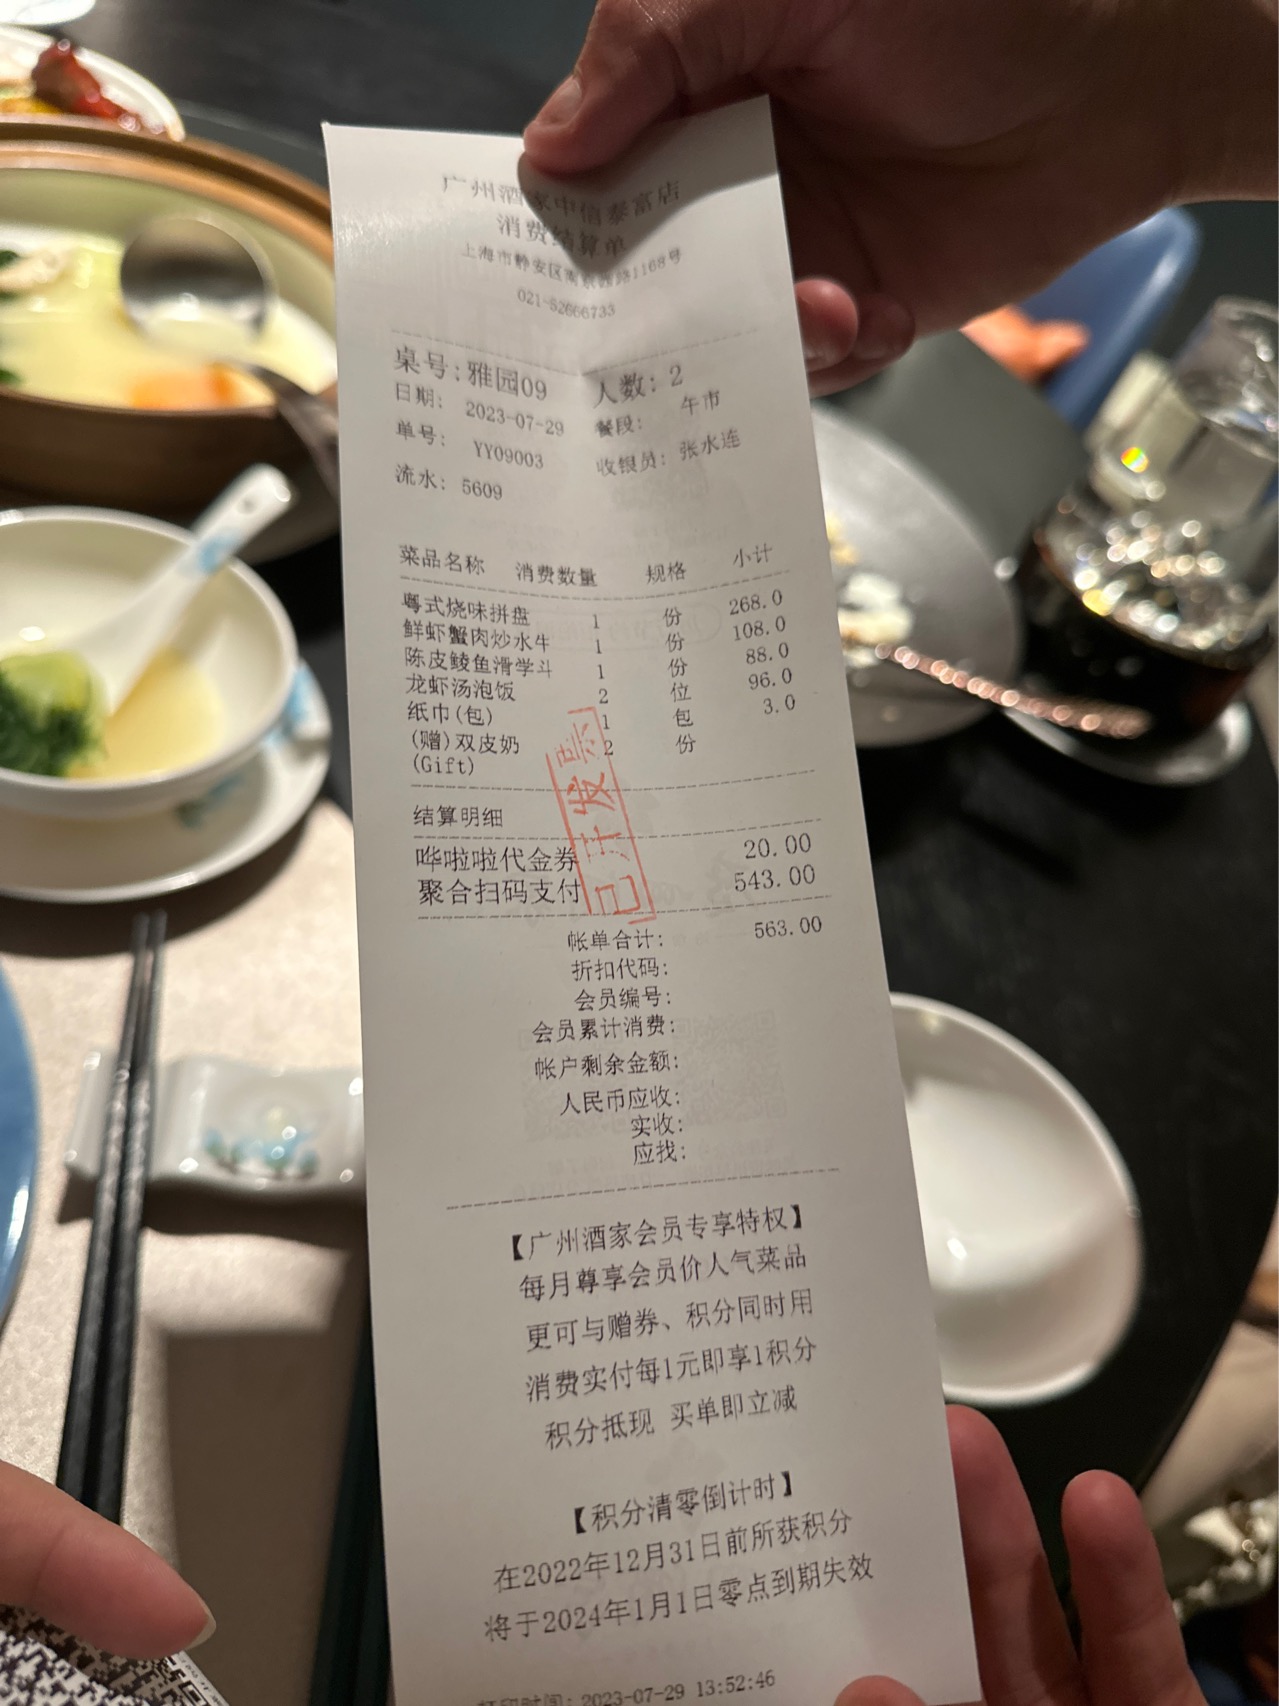 广州酒家中信泰富店
消费结算单
上海市静安区南京西路1168号
021-52666733
桌号:雅园09 人数: 2
日期: 2023-07-29 餐段: 午市
单号: YY09003 收银员: 张水连
流水: 5609
菜品名称 消费数量 规格 小计
粤式烧味拼盘 1 份 268.0
鲜虾蟹肉炒水牛 1 份 108.0
陈皮鲮鱼滑学斗 1 份 88.0
龙虾汤泡饭 2 位 96.0
纸巾(包) 1 包 3.0
(赠)双皮奶 2 份
(Gift)
已开发票
结算明细
哗啦啦代金券 20.00
聚合扫码支付 543.00
帐单合计: 563.00
折扣代码:
会员编号:
会员累计消费:
帐户剩余金额:
人民币应收:
实收:
应找:
【广州酒家会员专享特权】
每月尊享会员价人气菜品
更可与赠券、积分同时用
消费实付每1元即享1积分
积分抵现 买单即立减
【积分清零倒计时】
在2022年12月31日前所获积分
将于2024年1月1日零点到期失效
打印时间: 2023-07-29 13:52:46